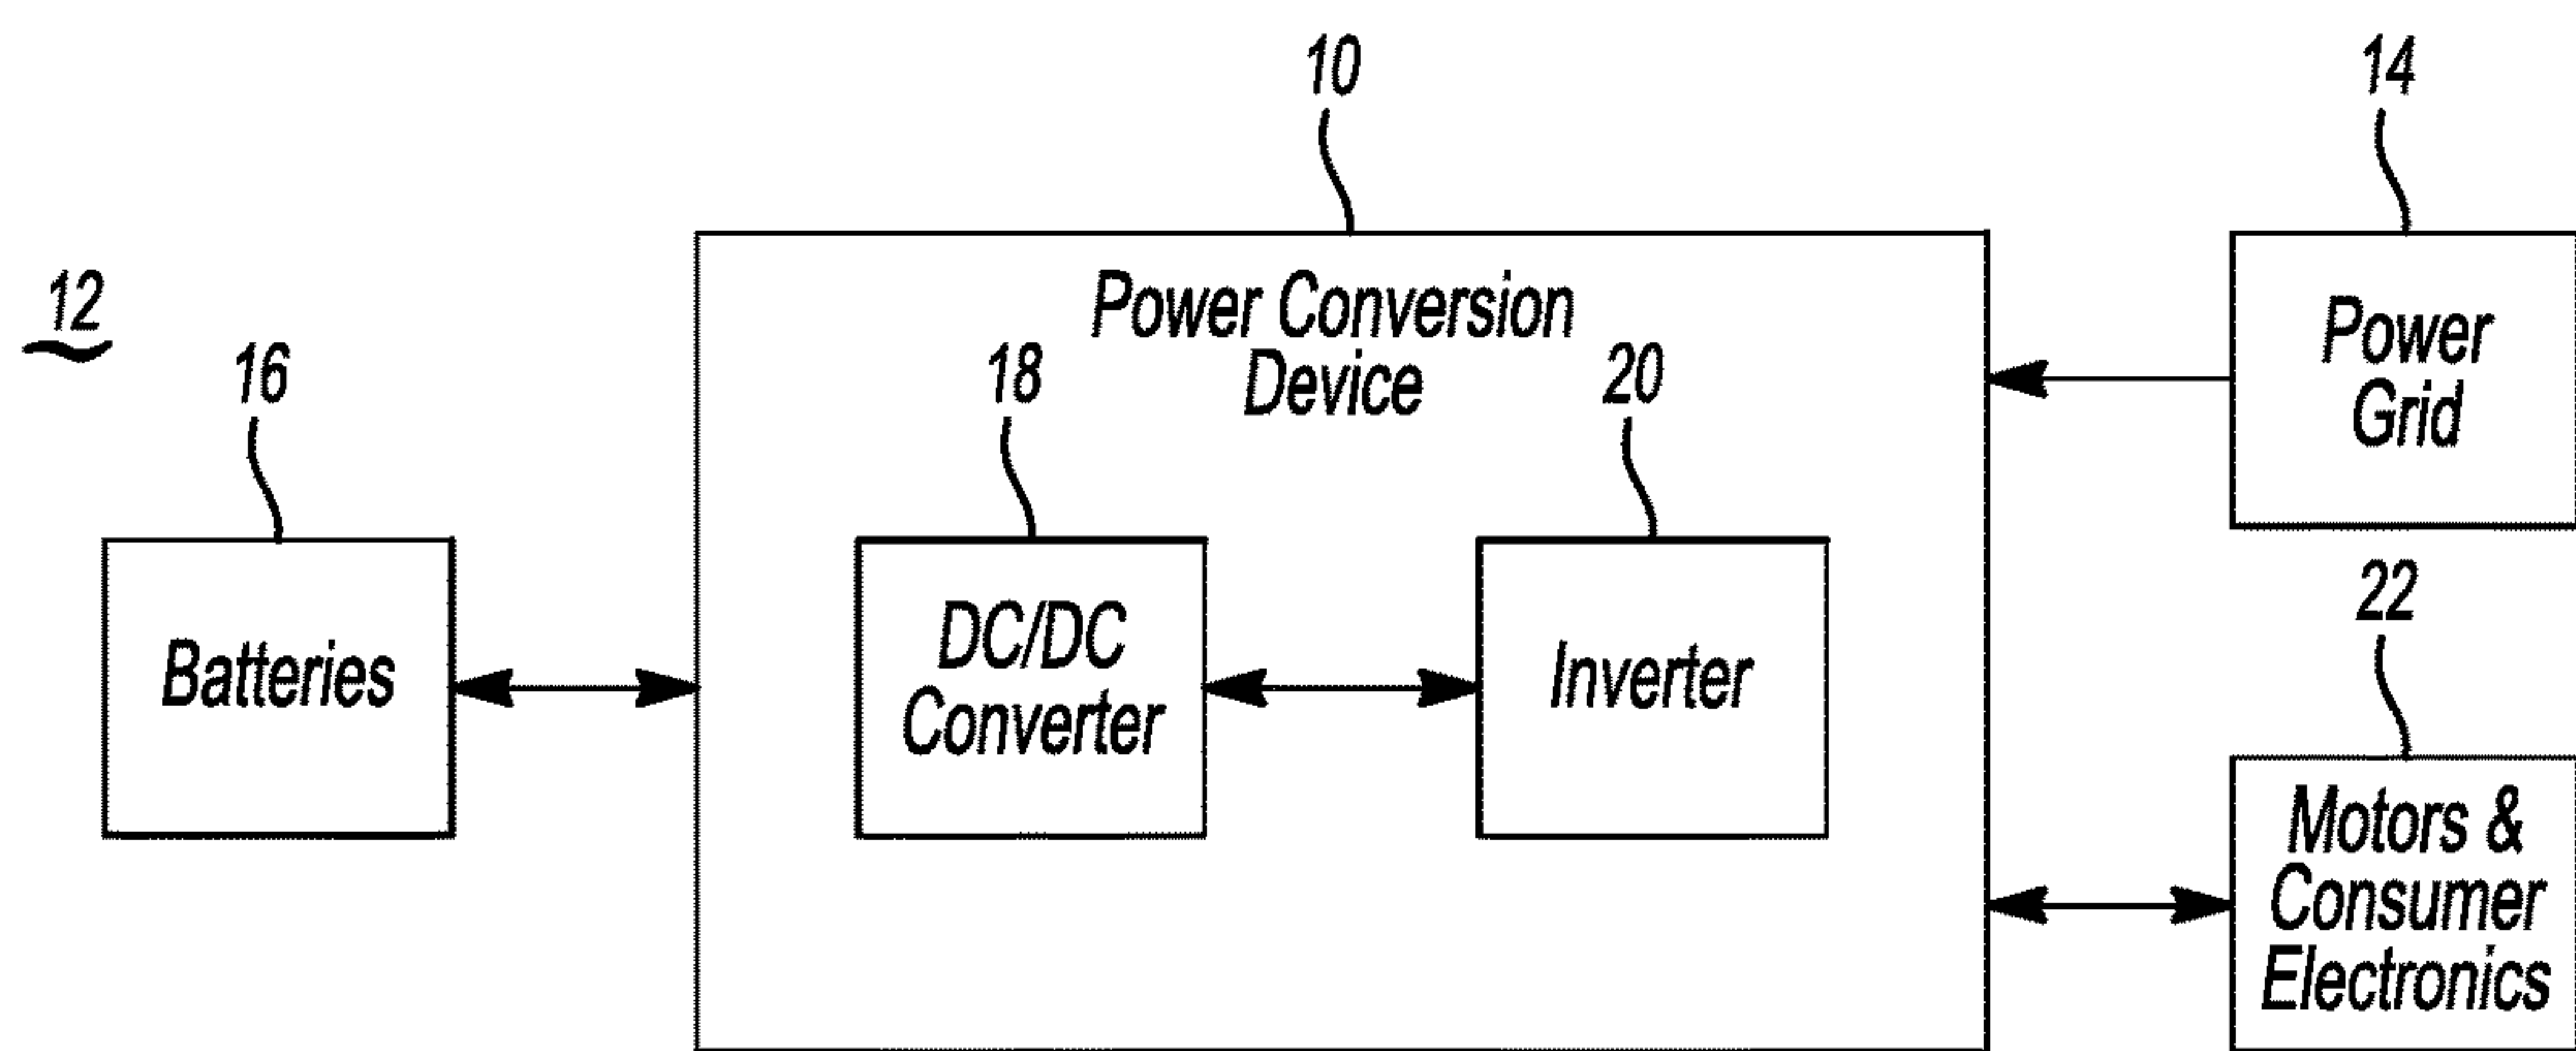 10
14
12
Power Conversion
Device
Power
Grid
16
18
20
22
Batteries
DC/DC
Converter
Inverter
Motors &
Consumer
Electronics